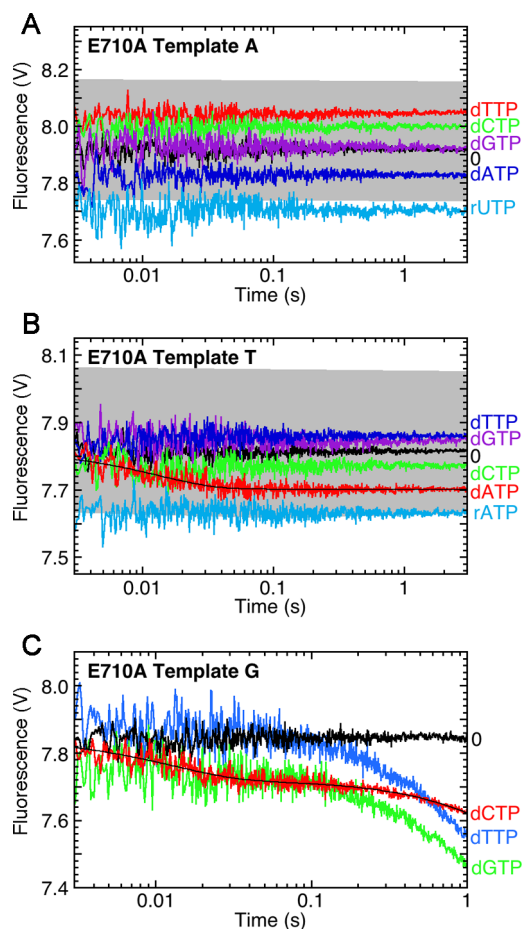 A
E710A Template A
Fluorescence (V)
8.2
8.0
7.8
7.6
dTTP
dCTP
dGTP
0
dATP
rUTP
0.01
0.1
1
Time (s)
B
E710A Template T
Fluorescence (V)
8.1
7.9
7.7
7.5
dTTP
dGTP
0
dCTP
dATP
rATP
0.01
0.1
1
Time (s)
C
E710A Template G
Fluorescence (V)
8.0
7.8
7.6
7.4
0
dCTP
dTTP
dGTP
0.01
0.1
1
Time (s)